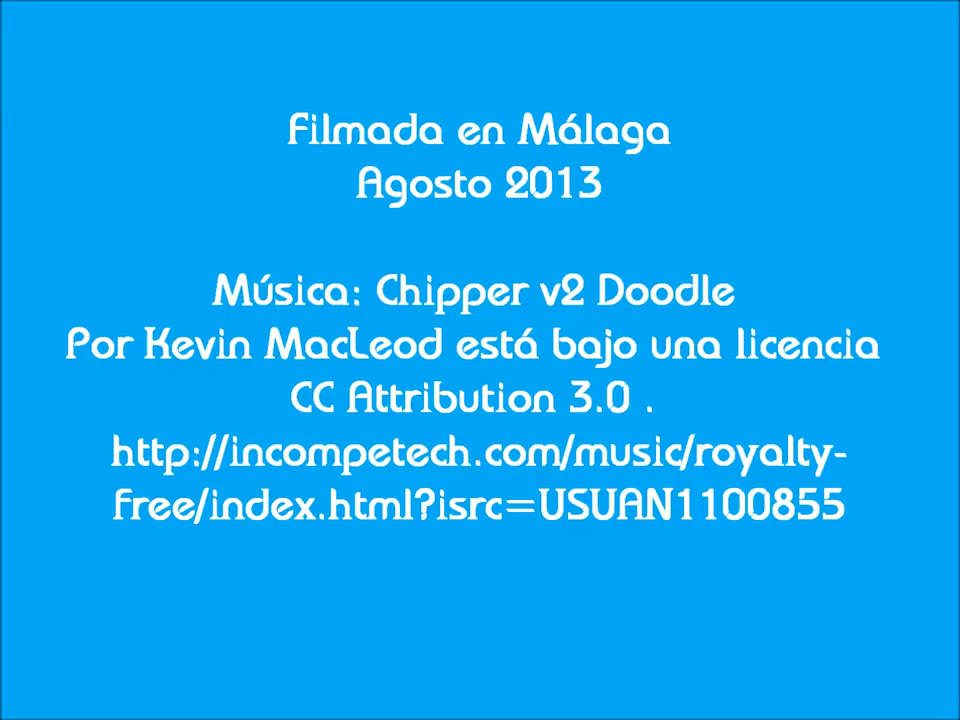 Filmada en Málaga
Agosto 2013
Música: Chipper v2 Doodle
Por Kevin MacLeod está bajo una licencia
CC Attribution 3.0 .
http://incompetech.com/music/royalty-
free/index.html?isrc=USUAN1100855